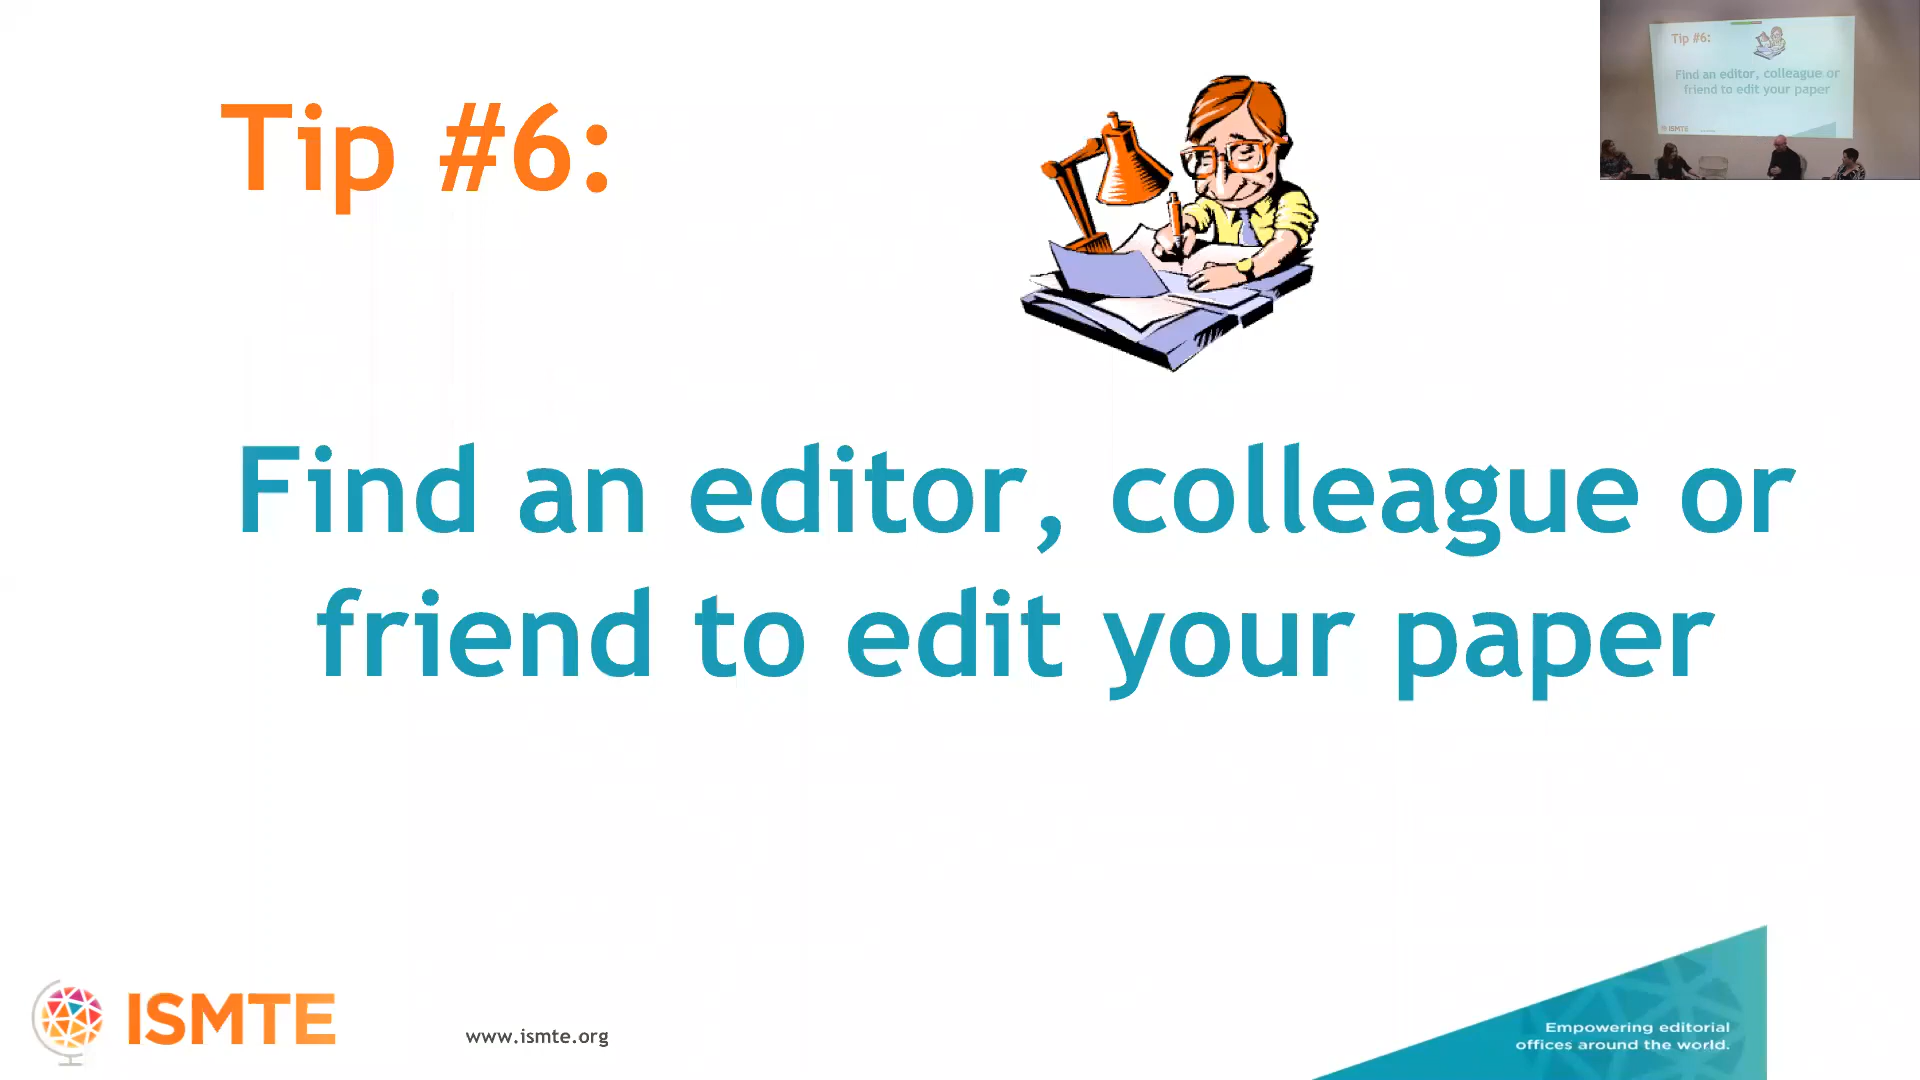 Tip #6:
Find an editor, colleague or
friend to edit your paper
ISMTE
www.ismte.org
Empowering editorial
offices around the world.
Tip #6:
Find an editor, colleague or
friend to edit your paper
ISMTE